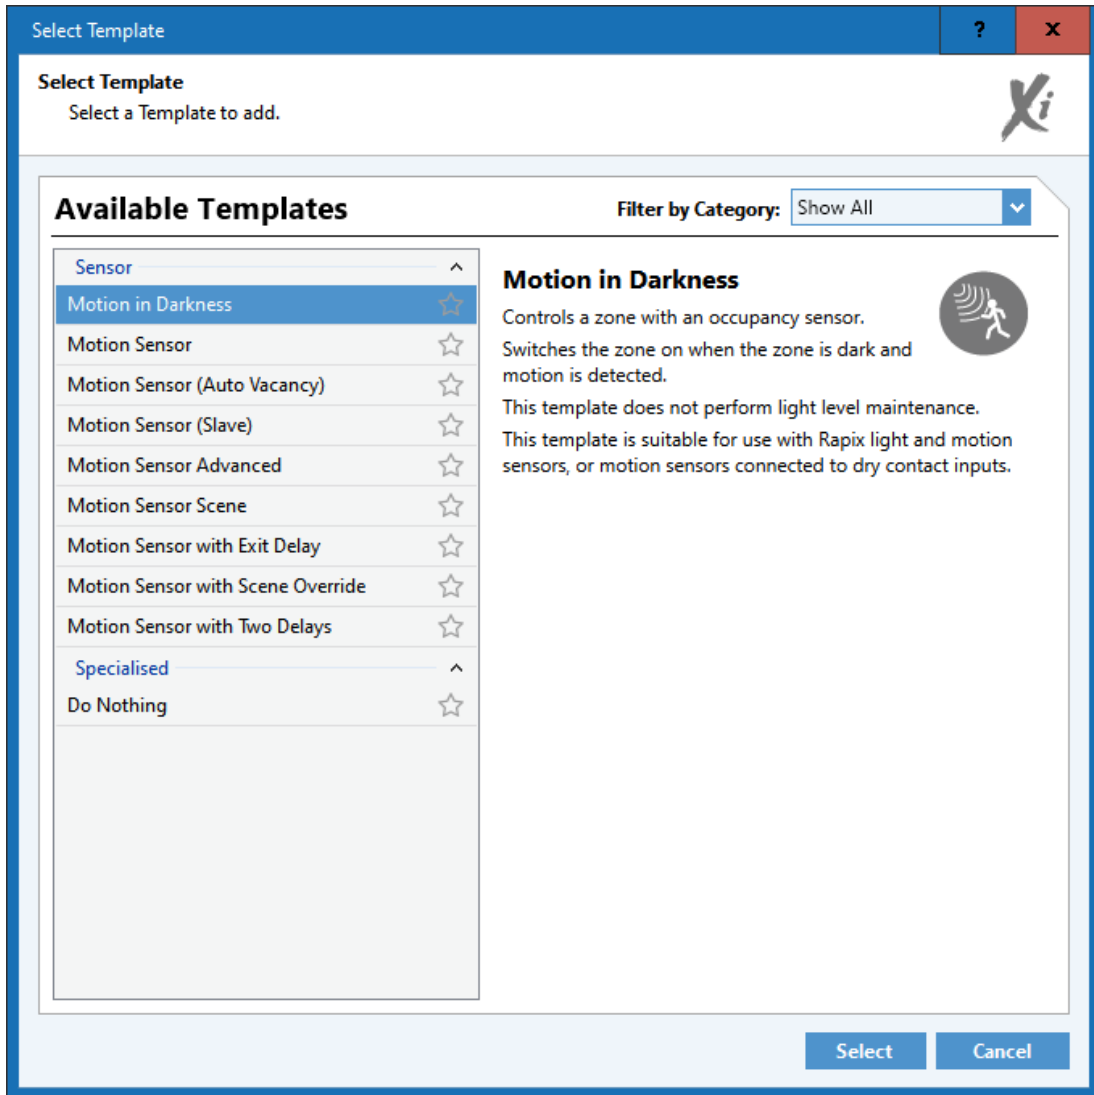 Select Template
?
x
Select Template
Select a Template to add.
Xi
Available Templates
Filter by Category:
Show All
Sensor
Motion in Darkness
Motion Sensor
Motion Sensor (Auto Vacancy)
Motion Sensor (Slave)
Motion Sensor Advanced
Motion Sensor Scene
Motion Sensor with Exit Delay
Motion Sensor with Scene Override
Motion Sensor with Two Delays
Specialised
Do Nothing
Motion in Darkness
Controls a zone with an occupancy sensor.
Switches the zone on when the zone is dark and
motion is detected.
This template does not perform light level maintenance.
This template is suitable for use with Rapix light and motion
sensors, or motion sensors connected to dry contact inputs.
Select
Cancel